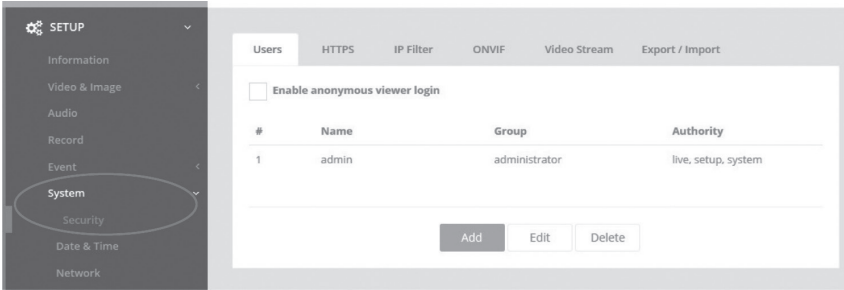 SETUP
Information
Video & Image
Audio
Record
Event
System
Security
Date & Time
Network
Users HTTPS IP Filter ONVIF Video Stream Export / Import
Enable anonymous viewer login
# Name Group Authority
1 admin administrator live, setup, system
Add Edit Delete